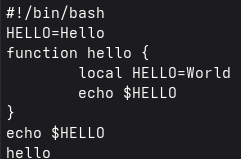 #!/bin/bash
HELLO=Hello
function hello {
        local HELLO=World
        echo $HELLO
}
echo $HELLO
hello